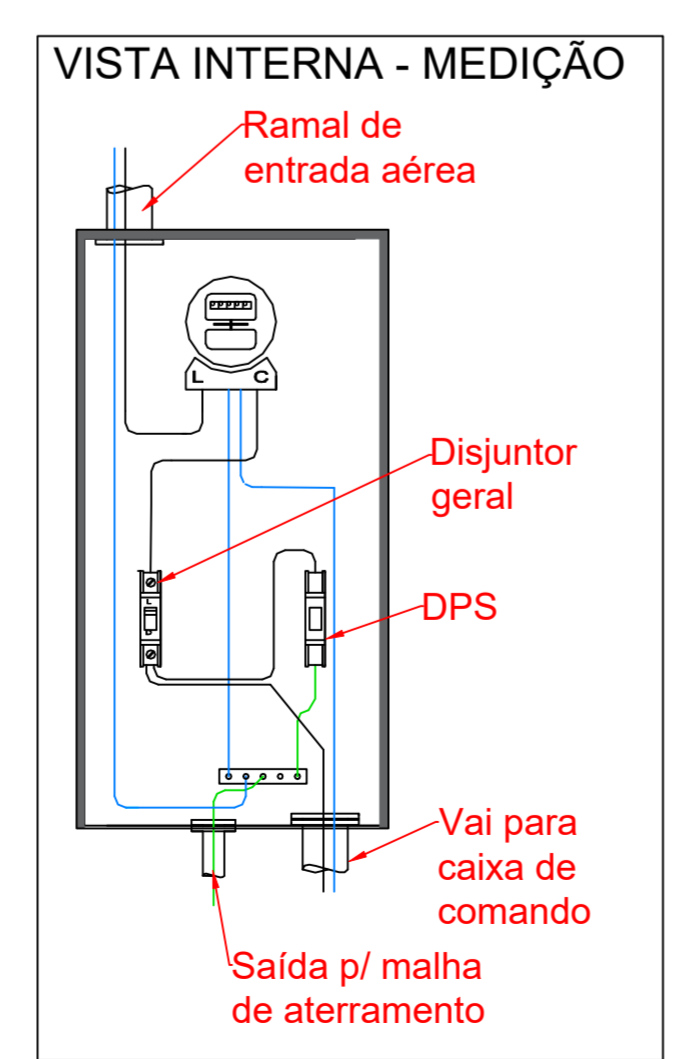 VISTA INTERNA - MEDIÇÃO
Ramal de
entrada aérea
L C
Disjuntor
geral
L
DPS
Vai para
caixa de
comando
Saída p/ malha
de aterramento